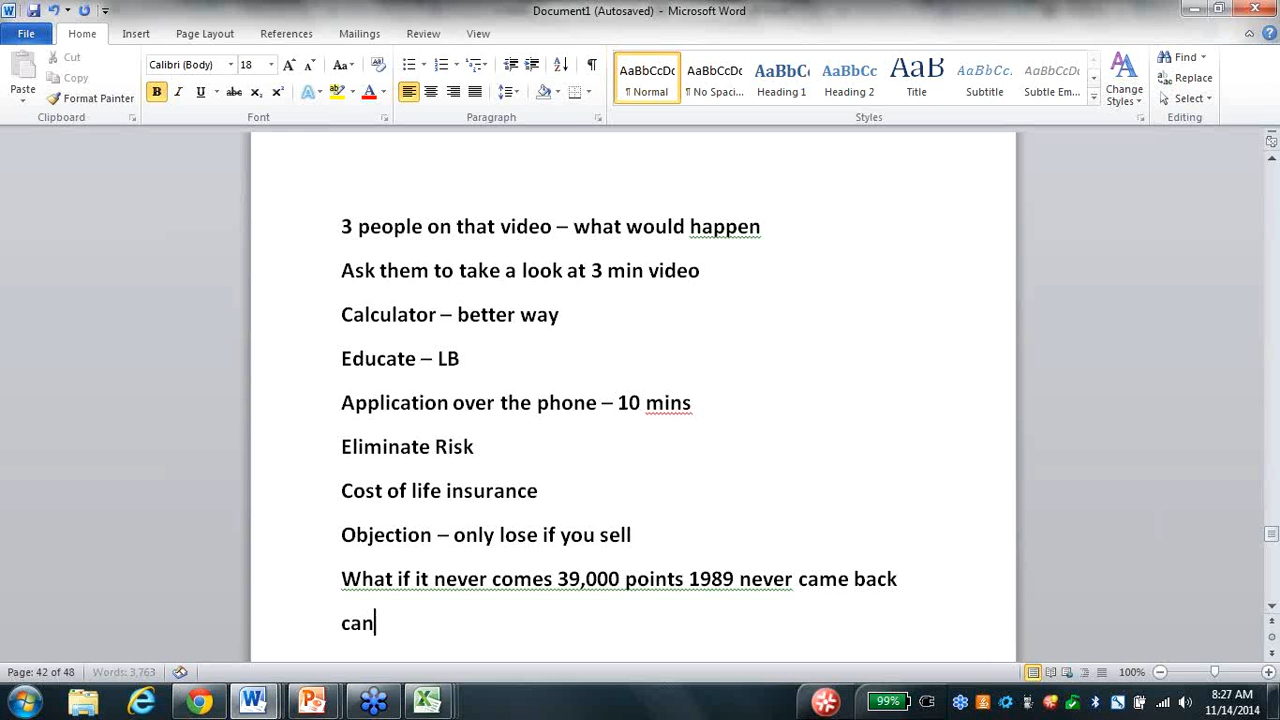 Document1 (Autosaved) - Microsoft Word
File Home Insert Page Layout References Mailings Review View
Paste
Cut
Copy
Format Painter
Clipboard
Calibri (Body) 18
Font
Paragraph
AaBbCcDc AaBbCcDc AaBbCc AaBbCc AaB AaBbCc. AaBbCcDc
¶ Normal ¶ No Spaci... Heading 1 Heading 2 Title Subtitle Subtle Em...
Change Styles
Styles
Find
Replace
Select
Editing
3 people on that video – what would happen
Ask them to take a look at 3 min video
Calculator – better way
Educate – LB
Application over the phone – 10 mins
Eliminate Risk
Cost of life insurance
Objection – only lose if you sell
What if it never comes 39,000 points 1989 never came back
can
Page: 42 of 48 Words: 3,763 100%
99%
8:27 AM
11/14/2014